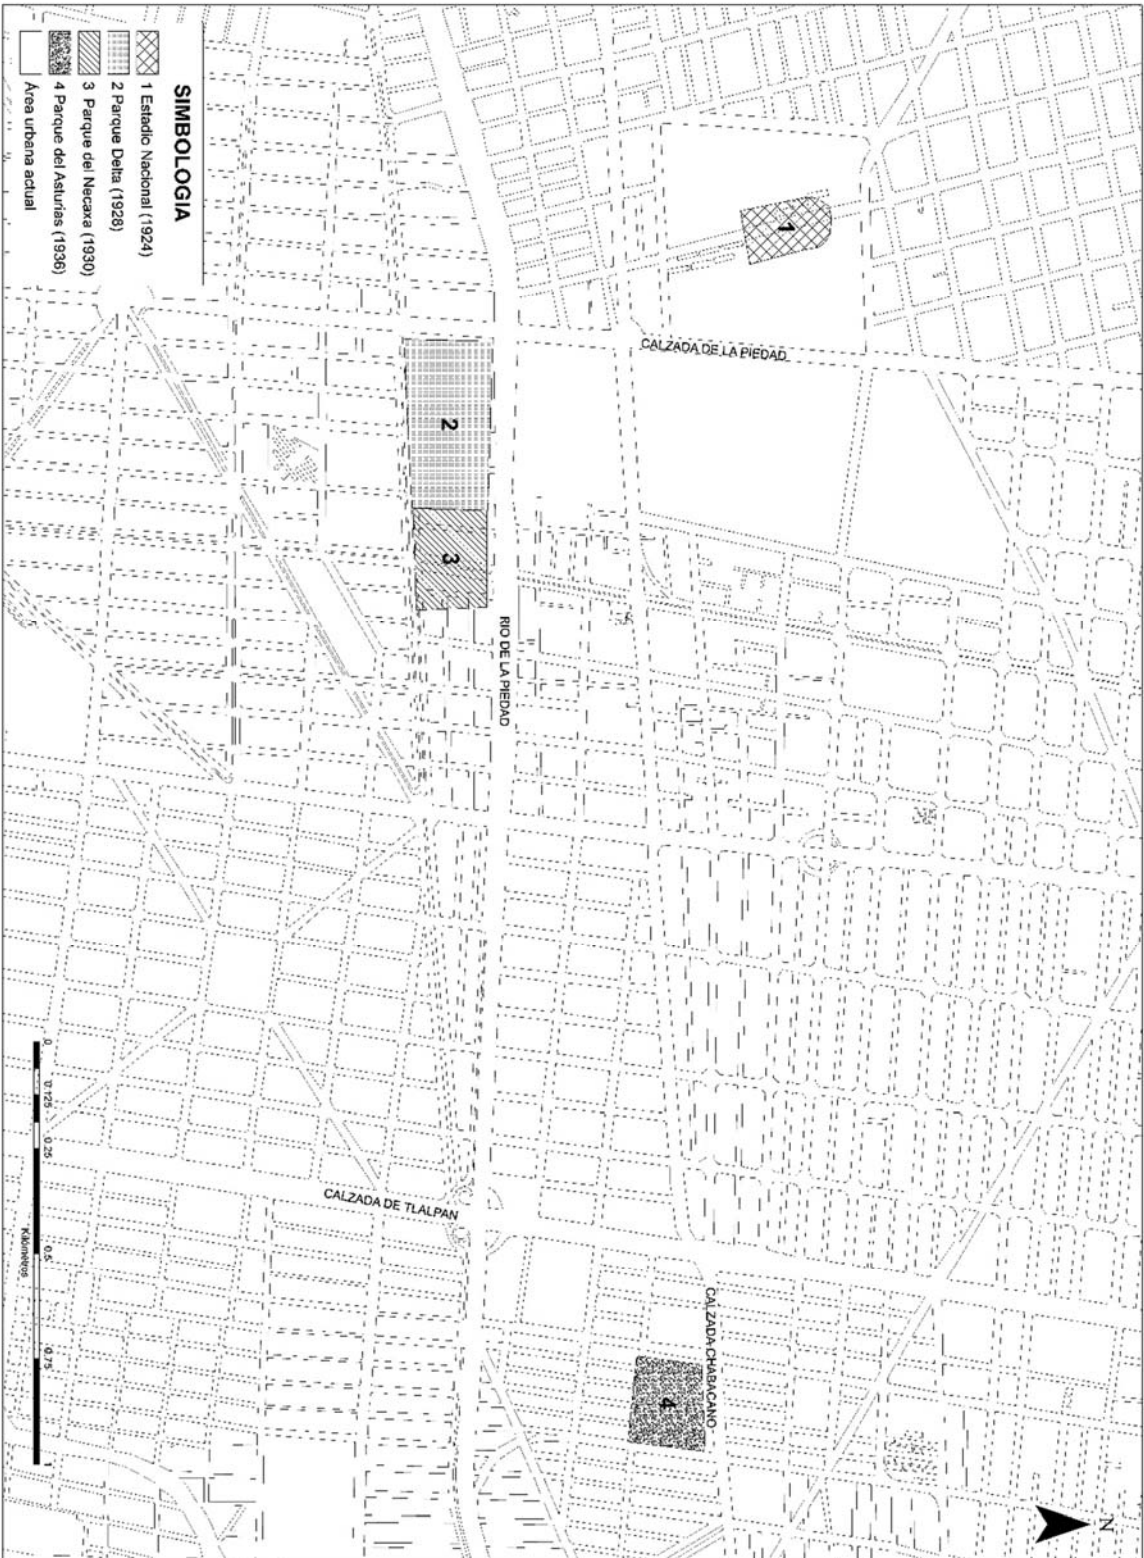 SIMBOLOGIA
1 Estadio Nacional (1924)
2 Parque Delta (1928)
3 Parque del Necaxa (1930)
4 Parque del Asturias (1936)
Área urbana actual
1
CALZADA DE LA PIEDAD
2
3
RIO DE LA PIEDAD
CALZADA DE TLALPAN
CALZADA CHABACANO
4
N
0 0.125 0.25 0.5 0.75 1
Kilómetros